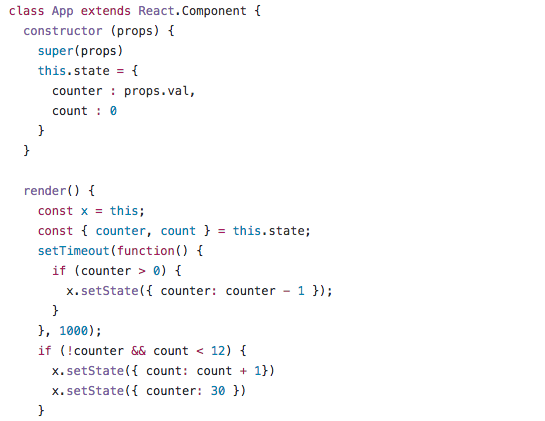 class App extends React.Component {
  constructor (props) {
    super(props)
    this.state = {
      counter : props.val,
      count : 0
    }
  }

  render() {
    const x = this;
    const { counter, count } = this.state;
    setTimeout(function() {
      if (counter > 0) {
        x.setState({ counter: counter - 1 });
      }
    }, 1000);
    if (!counter && count < 12) {
      x.setState({ count: count + 1})
      x.setState({ counter: 30 })
    }